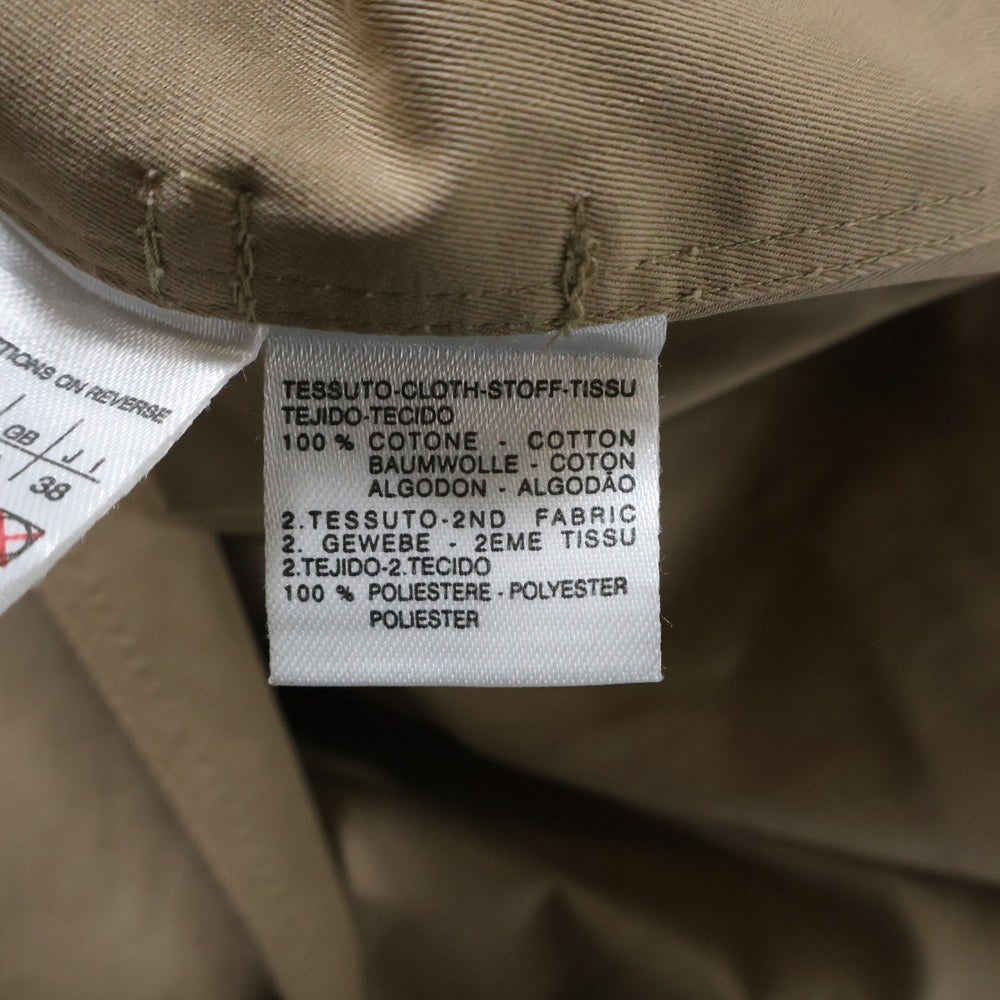 TIONS ON REVERSE
GB / J I
38
TESSUTO-CLOTH-STOFF-TISSU
TEJIDO-TECIDO
100 % COTONE - COTTON
BAUMWOLLE - COTON
ALGODON - ALGODÃO
2.TESSUTO-2ND FABRIC
2. GEWEBE - 2EME TISSU
2.TEJIDO-2.TECIDO
100 % POLIESTERE - POLYESTER
POLIESTER